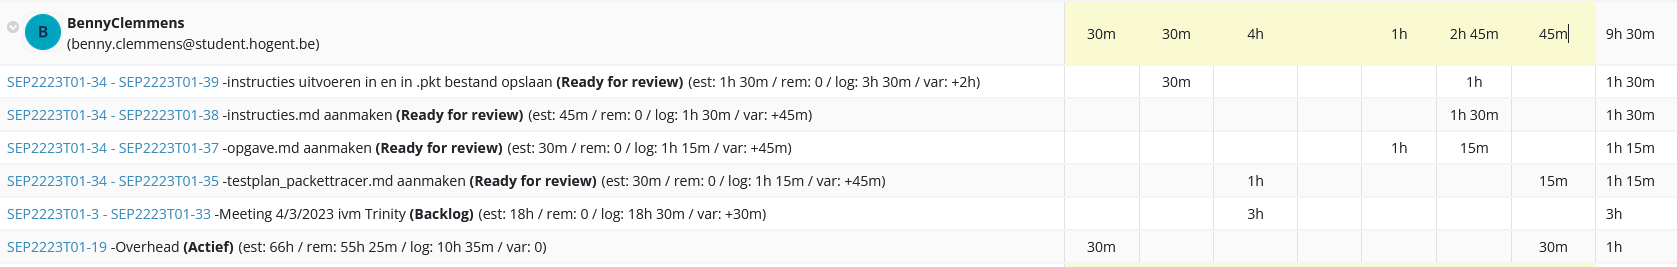 B
BennyClemmens
(benny.clemmens@student.hogent.be)
30m 30m 4h 1h 2h 45m 45m 9h 30m
SEP2223T01-34 - SEP2223T01-39 -instructies uitvoeren in en in .pkt bestand opslaan (Ready for review) (est: 1h 30m / rem: 0 / log: 3h 30m / var: +2h) 30m 1h 1h 30m
SEP2223T01-34 - SEP2223T01-38 -instructies.md aanmaken (Ready for review) (est: 45m / rem: 0 / log: 1h 30m / var: +45m) 1h 30m 1h 30m
SEP2223T01-34 - SEP2223T01-37 -opgave.md aanmaken (Ready for review) (est: 30m / rem: 0 / log: 1h 15m / var: +45m) 1h 15m 1h 15m
SEP2223T01-34 - SEP2223T01-35 -testplan_packettracer.md aanmaken (Ready for review) (est: 30m / rem: 0 / log: 1h 15m / var: +45m) 1h 15m 1h 15m
SEP2223T01-3 - SEP2223T01-33 -Meeting 4/3/2023 ivm Trinity (Backlog) (est: 18h / rem: 0 / log: 18h 30m / var: +30m) 3h 3h
SEP2223T01-19 -Overhead (Actief) (est: 66h / rem: 55h 25m / log: 10h 35m / var: 0) 30m 30m 1h